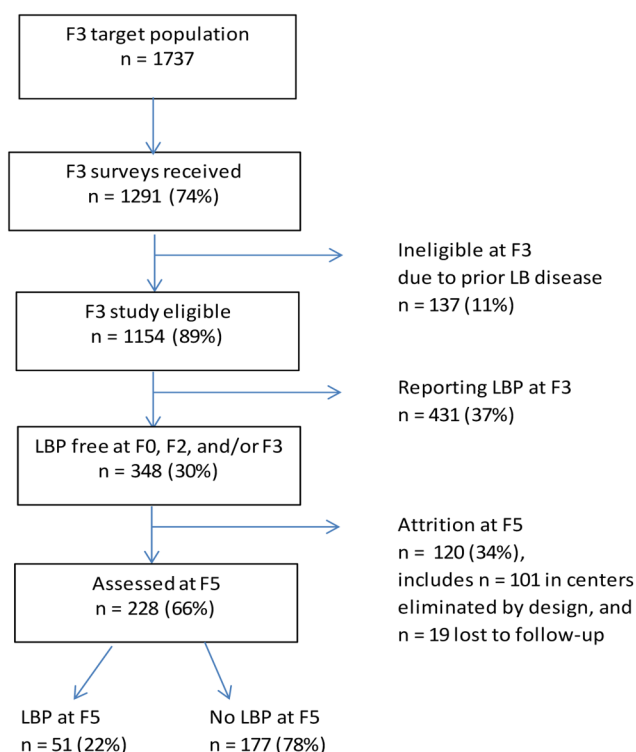 F3 target population
n = 1737
F3 surveys received
n = 1291 (74%)
Ineligible at F3
due to prior LB disease
n = 137 (11%)
F3 study eligible
n = 1154 (89%)
Reporting LBP at F3
n = 431 (37%)
LBP free at F0, F2, and/or F3
n = 348 (30%)
Attrition at F5
n = 120 (34%),
includes n = 101 in centers
eliminated by design, and
n = 19 lost to follow-up
Assessed at F5
n = 228 (66%)
LBP at F5
n = 51 (22%)
No LBP at F5
n = 177 (78%)